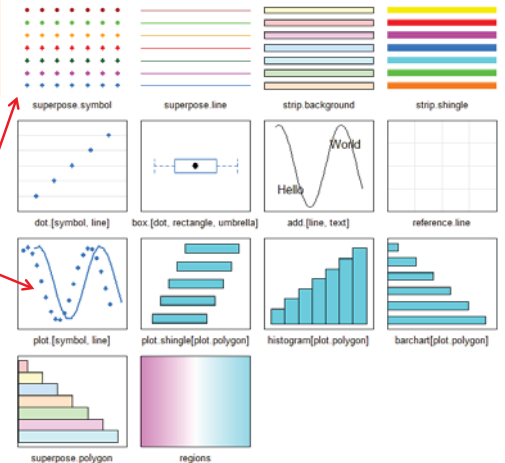 superpose.symbol
superpose.line
strip.background
strip.shingle
World
Hello
dot.[symbol, line]
box.[dot, rectangle, umbrella]
add.[line, text]
reference.line
plot.[symbol, line]
plot.shingle[plot.polygon]
histogram[plot.polygon]
barchart[plot.polygon]
superpose.polygon
regions